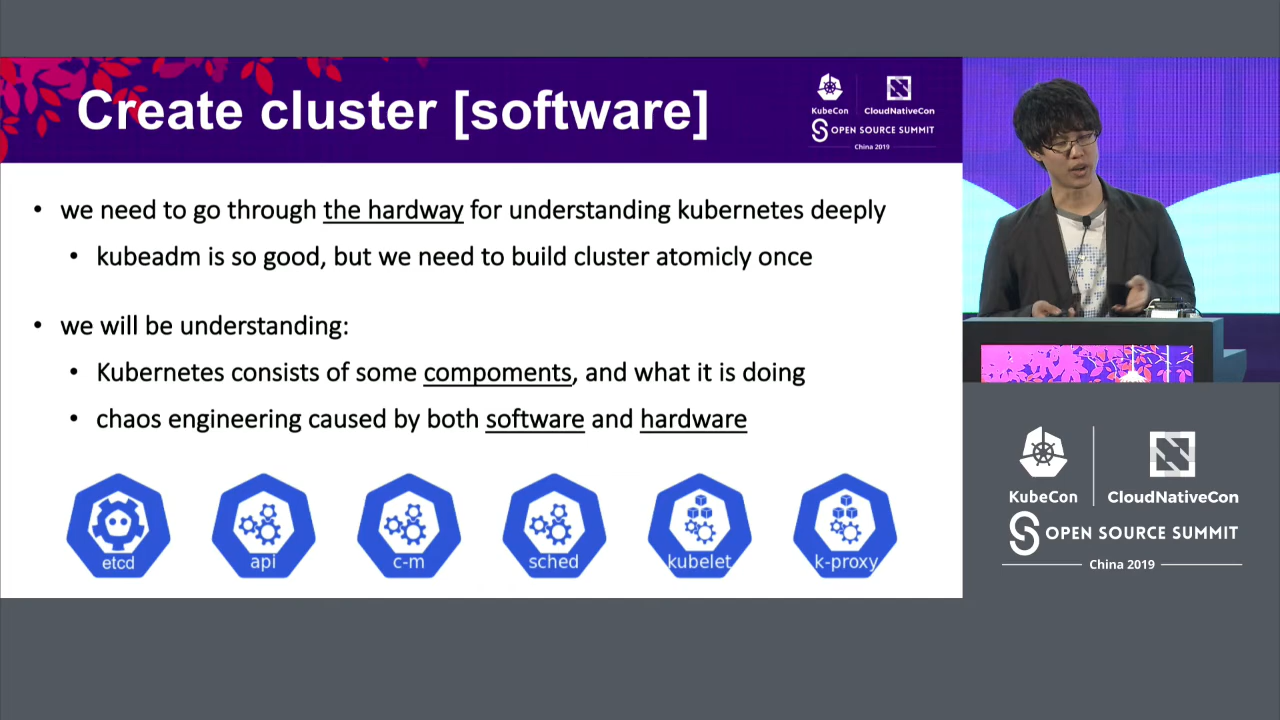 Create cluster [software]
KubeCon
CloudNativeCon
OPEN SOURCE SUMMIT
China 2019
• we need to go through the hardway for understanding kubernetes deeply
• kubeadm is so good, but we need to build cluster atomicly once
• we will be understanding:
• Kubernetes consists of some compoments, and what it is doing
• chaos engineering caused by both software and hardware
etcd
api
c-m
sched
kubelet
k-proxy
KubeCon
CloudNativeCon
OPEN SOURCE SUMMIT
China 2019